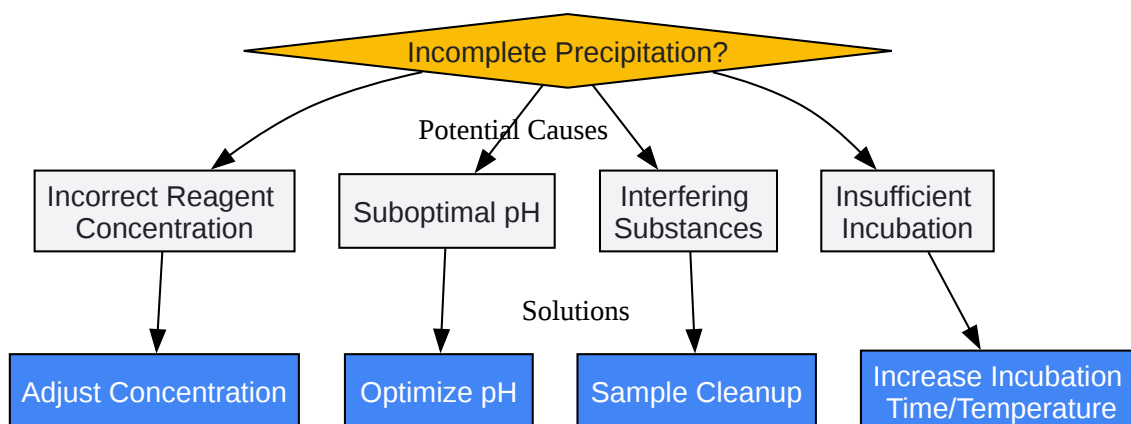 Incomplete Precipitation?
Potential Causes
Incorrect Reagent
Concentration
Suboptimal pH
Interfering
Substances
Insufficient
Incubation
Solutions
Adjust Concentration
Optimize pH
Sample Cleanup
Increase Incubation
Time/Temperature